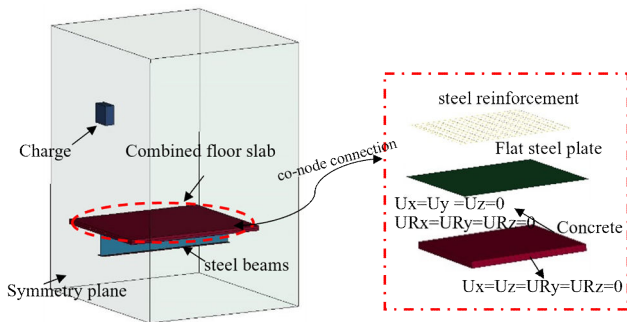 Charge
Combined floor slab
steel beams
Symmetry plane
co-node connection
steel reinforcement
Flat steel plate
Ux=Uy =Uz=0
URx=URy=URz=0
Concrete
Ux=Uz=URy=URz=0